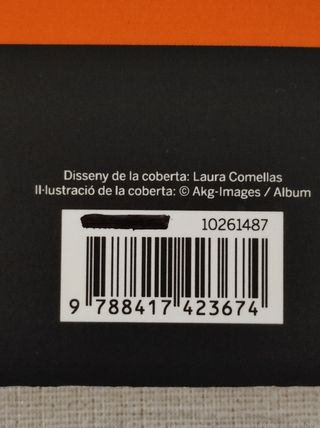 Disseny de la coberta: Laura Comellas
Il·lustració de la coberta: © Akg-Images / Album
10261487
9 788417 423674